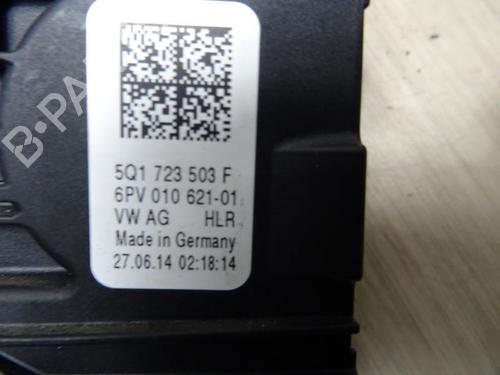 5Q1 723 503 F
6PV 010 621-01
VW AG HLR
Made in Germany
27.06.14 02:18:14
B-PA